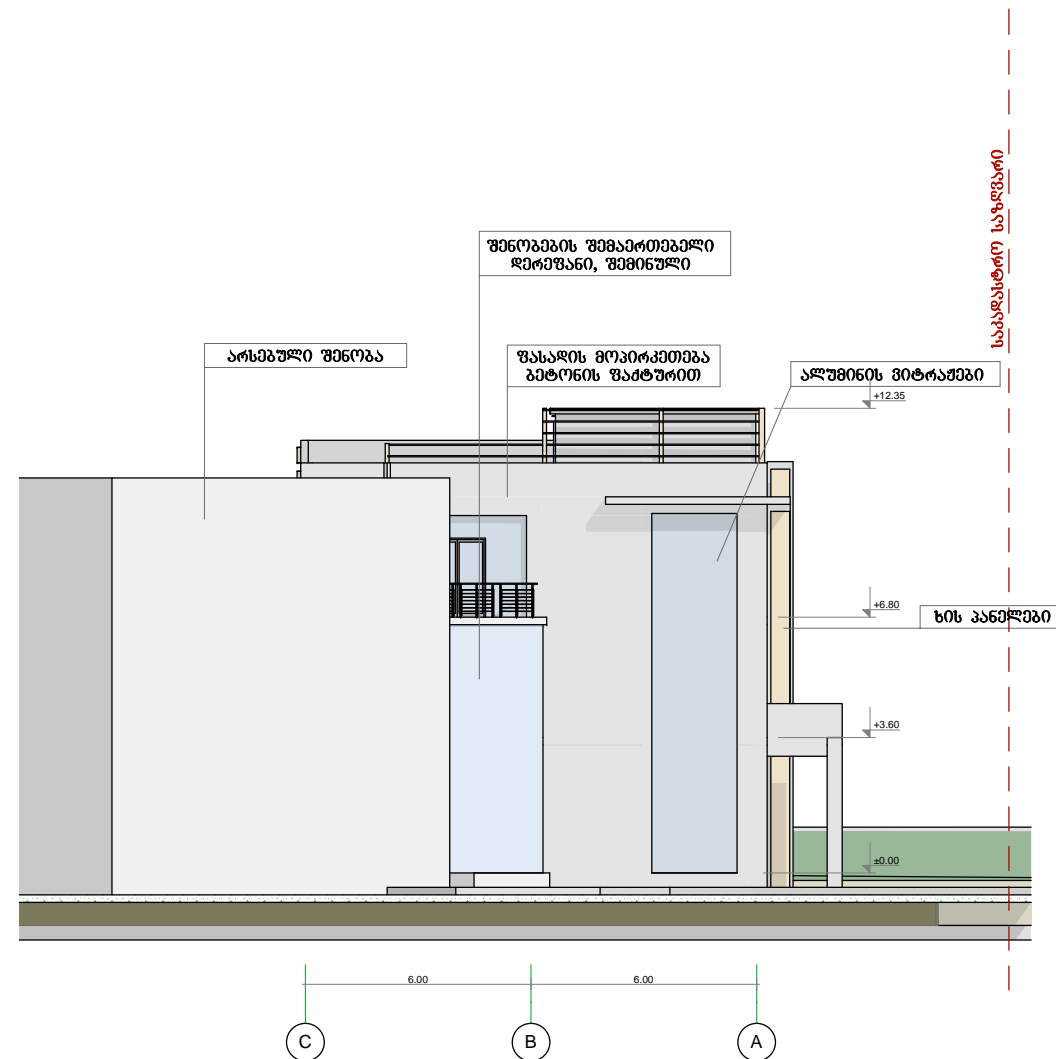 საკადასტრო საზღვარი
შენობების შემაერთებელი
დერეფანი, შემინული
არსებული შენობა
ფასადის მოპირკეთება
ბეტონის ფაქტურით
ალუმინის ვიტრაჟები
+12.35
+6.80
ხის პანელები
+3.60
±0.00
6.00 6.00
C B A